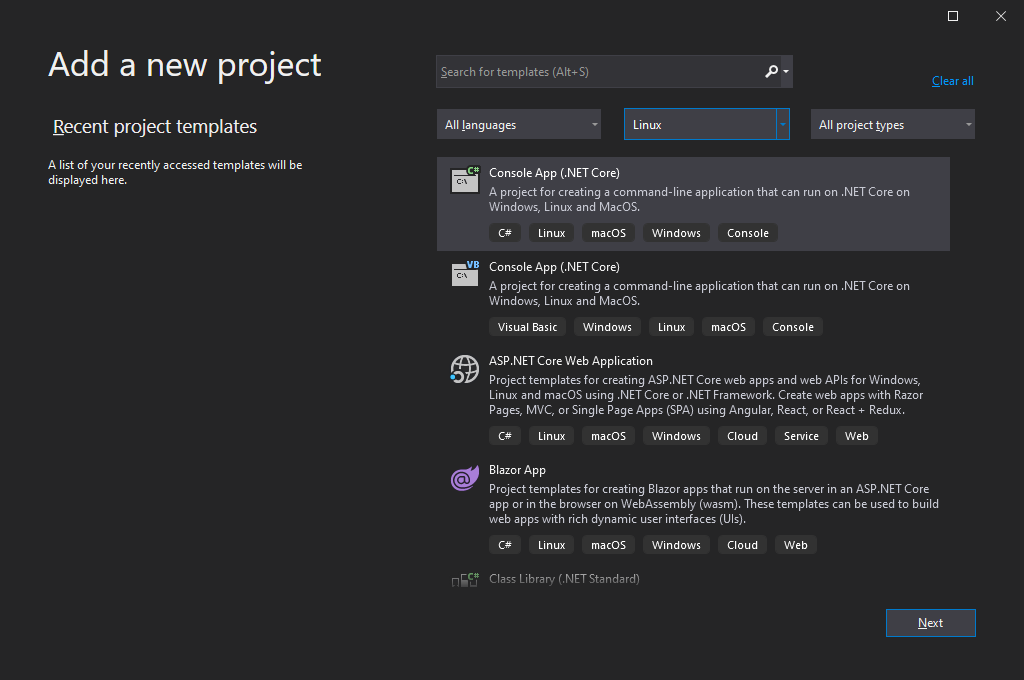 Add a new project
Recent project templates
A list of your recently accessed templates will be
displayed here.
Search for templates (Alt+S)
Clear all
All languages
Linux
All project types
C#
C:\
Console App (.NET Core)
A project for creating a command-line application that can run on .NET Core on
Windows, Linux and MacOS.
C# Linux macOS Windows Console
VB
C:\
Console App (.NET Core)
A project for creating a command-line application that can run on .NET Core on
Windows, Linux and MacOS.
Visual Basic Windows Linux macOS Console
ASP.NET Core Web Application
Project templates for creating ASP.NET Core web apps and web APIs for Windows,
Linux and macOS using .NET Core or .NET Framework. Create web apps with Razor
Pages, MVC, or Single Page Apps (SPA) using Angular, React, or React + Redux.
C# Linux macOS Windows Cloud Service Web
@
Blazor App
Project templates for creating Blazor apps that run on the server in an ASP.NET Core
app or in the browser on WebAssembly (wasm). These templates can be used to build
web apps with rich dynamic user interfaces (UIs).
C# Linux macOS Windows Cloud Web
C#
Class Library (.NET Standard)
Next